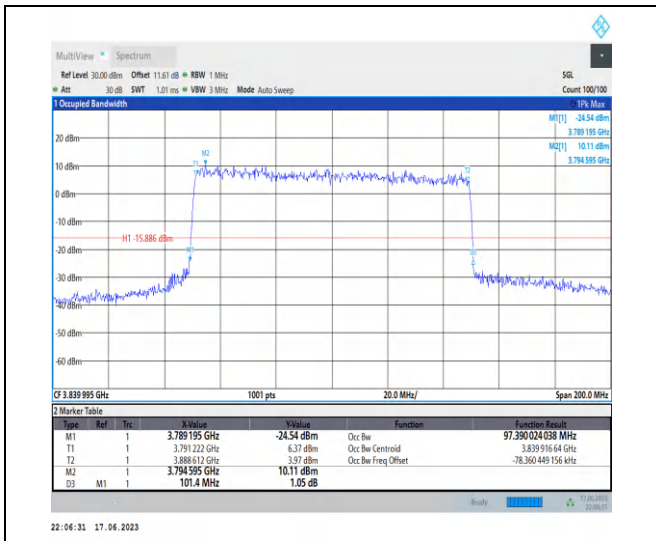 MultiView Spectrum
Ref Level 30.00 dBm Offset 11.61 dB RBW 1 MHz SGL
Att 30 dB SWT 1.01 ms VBW 3 MHz Mode Auto Sweep Count 100/100
1 Occupied Bandwidth 1Pk Max
M1[1] -24.54 dBm
3.789 195 GHz
M2[1] 10.11 dBm
3.794 595 GHz
20 dBm
M2
T1
T2
10 dBm
0 dBm
-10 dBm
H1 -15.886 dBm
-20 dBm
-30 dBm
-40 dBm
-50 dBm
-60 dBm
CF 3.839 995 GHz 1001 pts 20.0 MHz/ Span 200.0 MHz
2 Marker Table
Type Ref Trc X-Value Y-Value Function Function Result
M1 1 3.789 195 GHz -24.54 dBm Occ Bw 97.390 024 038 MHz
T1 1 3.791 222 GHz 6.37 dBm Occ Bw Centroid 3.839 916 64 GHz
T2 1 3.888 612 GHz 3.97 dBm Occ Bw Freq Offset -78.360 449 156 kHz
M2 1 3.794 595 GHz 10.11 dBm
D3 M1 1 101.4 MHz 1.05 dB
Ready 17.06.2023
22:06:31
22:06:31 17.06.2023